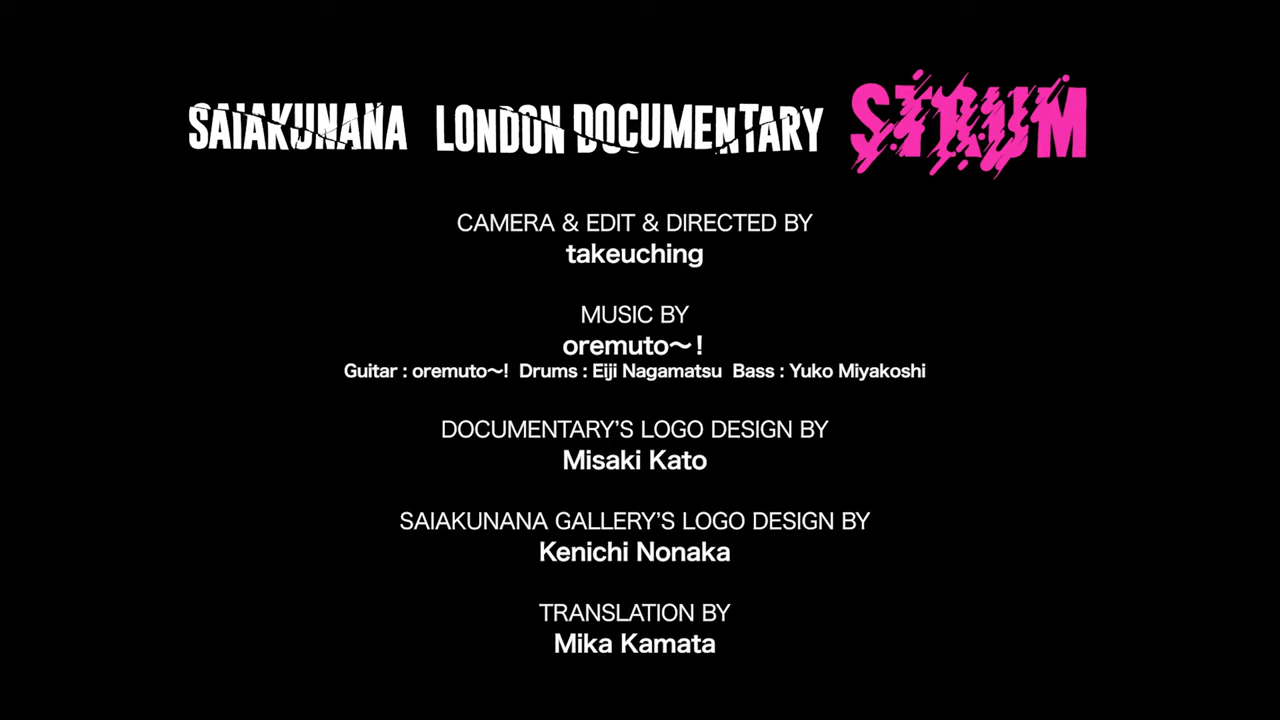 SAIAKUNANA LONDON DOCUMENTARY STRUM
CAMERA & EDIT & DIRECTED BY
takeuching
MUSIC BY
oremuto〜!
Guitar : oremuto〜! Drums : Eiji Nagamatsu Bass : Yuko Miyakoshi
DOCUMENTARY’S LOGO DESIGN BY
Misaki Kato
SAIAKUNANA GALLERY’S LOGO DESIGN BY
Kenichi Nonaka
TRANSLATION BY
Mika Kamata